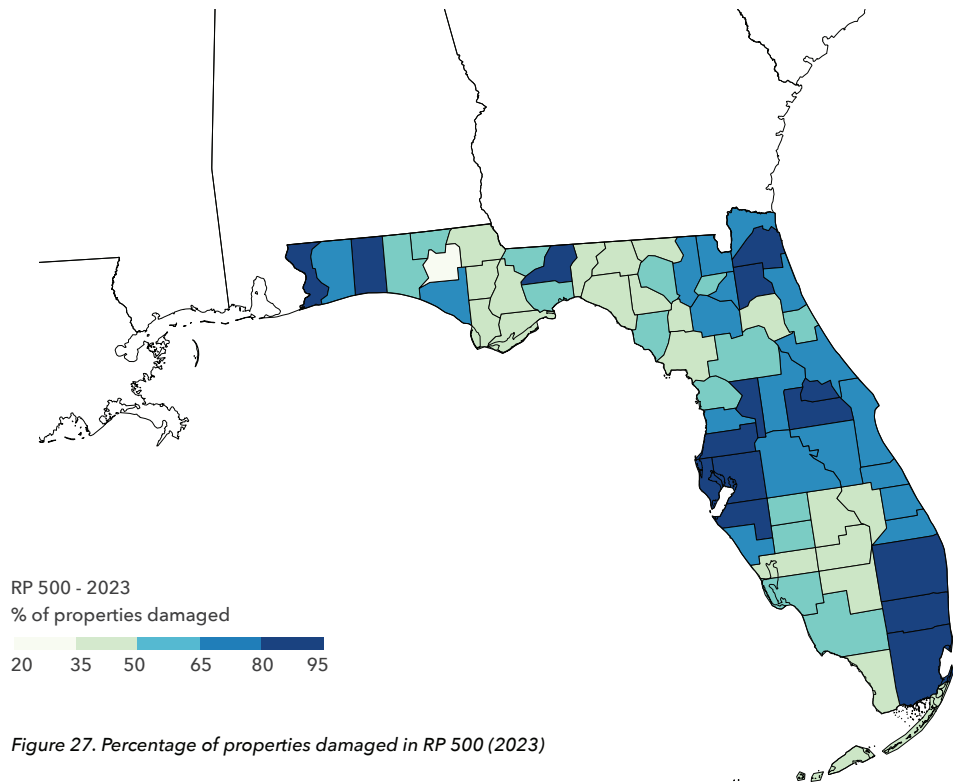 RP 500 - 2023
% of properties damaged
20 35 50 65 80 95
Figure 27. Percentage of properties damaged in RP 500 (2023)